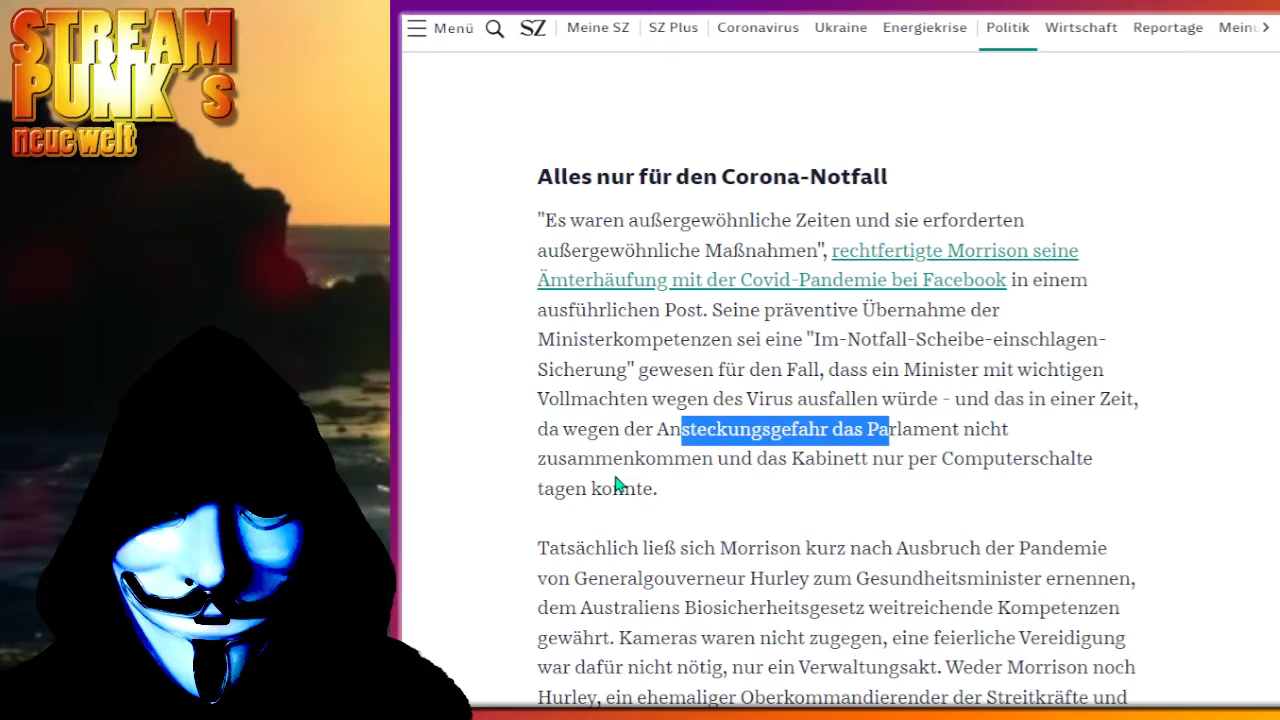 STREAM
PUNK´s
neue welt
Menü
SZ
Meine SZ
SZ Plus
Coronavirus
Ukraine
Energiekrise
Politik
Wirtschaft
Reportage
Alles nur für den Corona-Notfall
"Es waren außergewöhnliche Zeiten und sie erforderten
außergewöhnliche Maßnahmen", rechtfertigte Morrison seine
Ämterhäufung mit der Covid-Pandemie bei Facebook in einem
ausführlichen Post. Seine präventive Übernahme der
Ministerkompetenzen sei eine "Im-Notfall-Scheibe-einschlagen-
Sicherung" gewesen für den Fall, dass ein Minister mit wichtigen
Vollmachten wegen des Virus ausfallen würde - und das in einer Zeit,
da wegen der Ansteckungsgefahr das Parlament nicht
zusammenkommen und das Kabinett nur per Computerschalte
tagen konnte.
Tatsächlich ließ sich Morrison kurz nach Ausbruch der Pandemie
von Generalgouverneur Hurley zum Gesundheitsminister ernennen,
dem Australiens Biosicherheitsgesetz weitreichende Kompetenzen
gewährt. Kameras waren nicht zugegen, eine feierliche Vereidigung
war dafür nicht nötig, nur ein Verwaltungsakt. Weder Morrison noch
Hurley, ein ehemaliger Oberkommandierender der Streitkräfte und